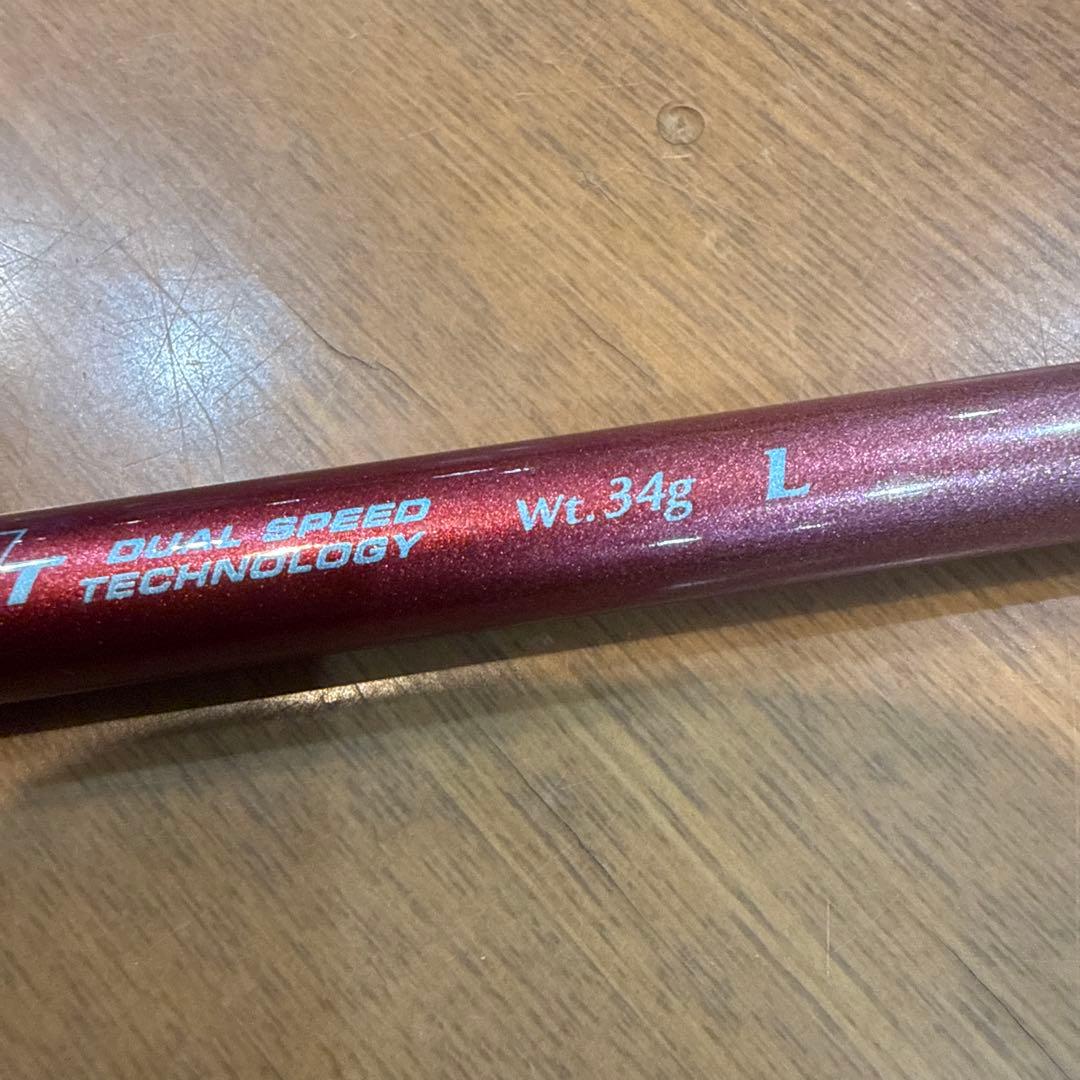 T DUAL SPEED
TECHNOLOGY
Wt.34g L